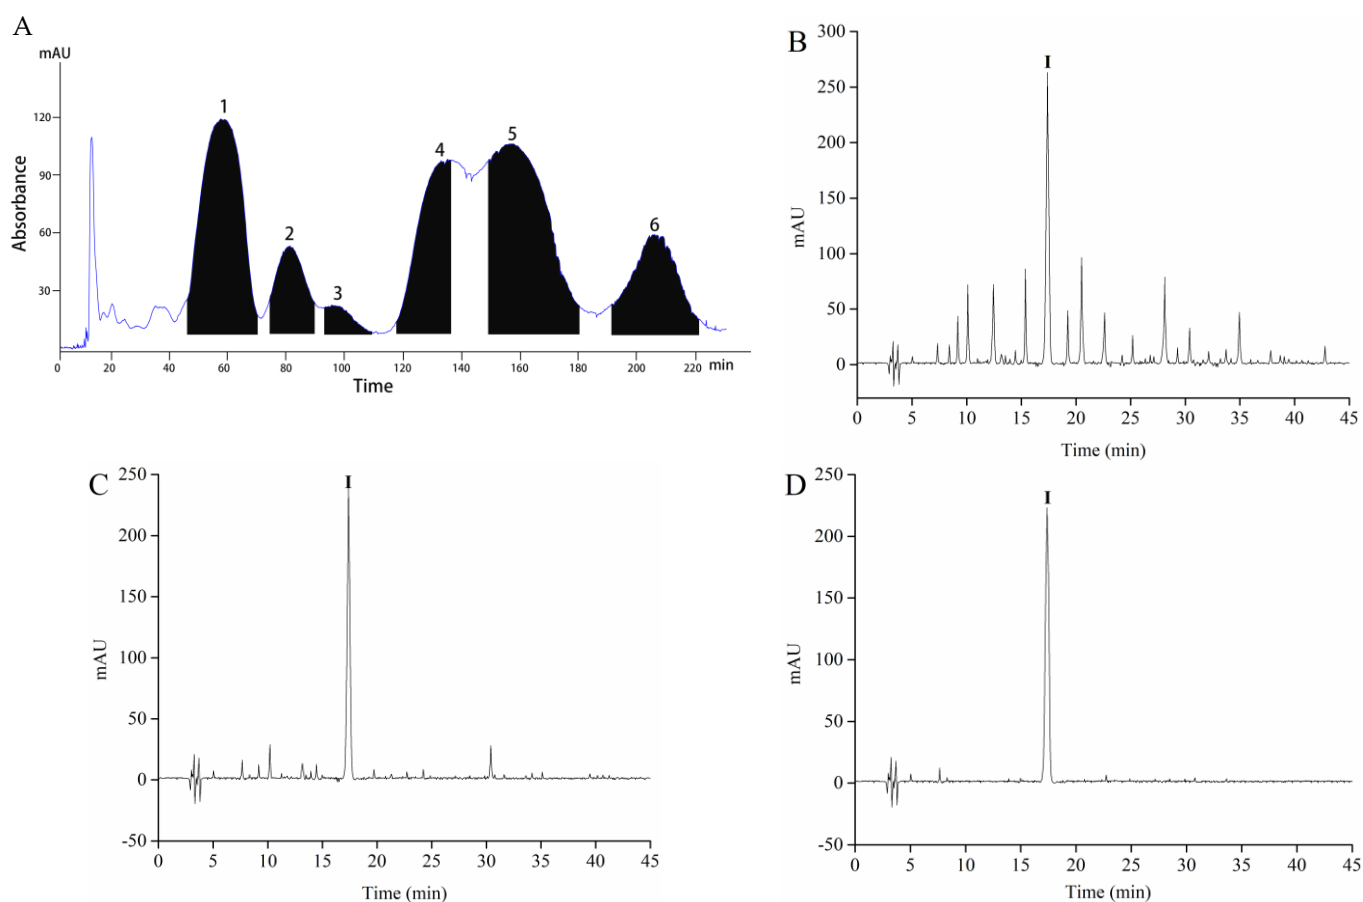 A
mAU
120
90
60
30
Absorbance
1
2
3
4
5
6
0 20 40 60 80 100 120 140 160 180 200 220 min
Time
B
300
250
200
150
100
50
0
mAU
I
0 5 10 15 20 25 30 35 40 45
Time (min)
C
250
200
150
100
50
0
-50
mAU
I
0 5 10 15 20 25 30 35 40 45
Time (min)
D
250
200
150
100
50
0
-50
mAU
I
0 5 10 15 20 25 30 35 40 45
Time (min)